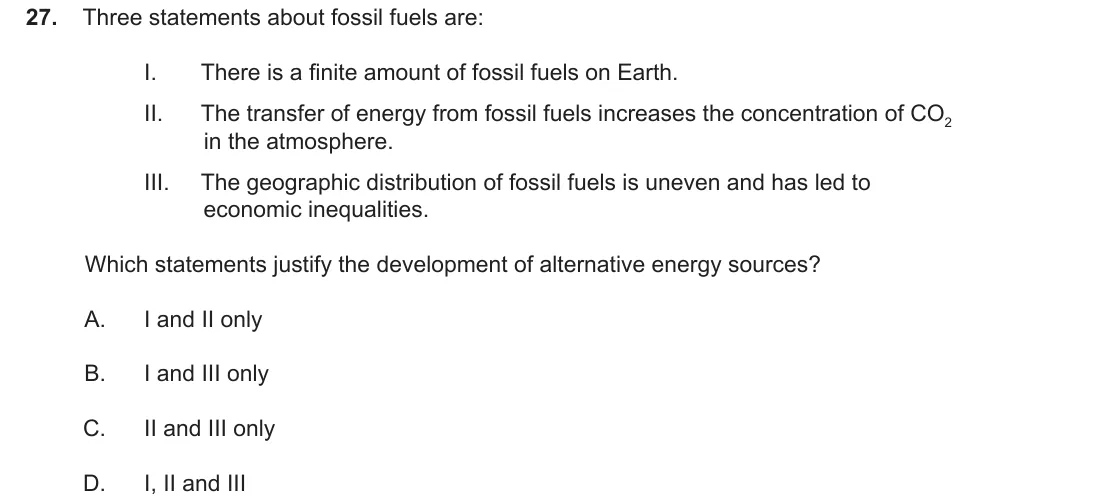 27. Three statements about fossil fuels are:
I. There is a finite amount of fossil fuels on Earth.
II. The transfer of energy from fossil fuels increases the concentration of CO₂
in the atmosphere.
III. The geographic distribution of fossil fuels is uneven and has led to
economic inequalities.
Which statements justify the development of alternative energy sources?
A. I and II only
B. I and III only
C. II and III only
D. I, II and III